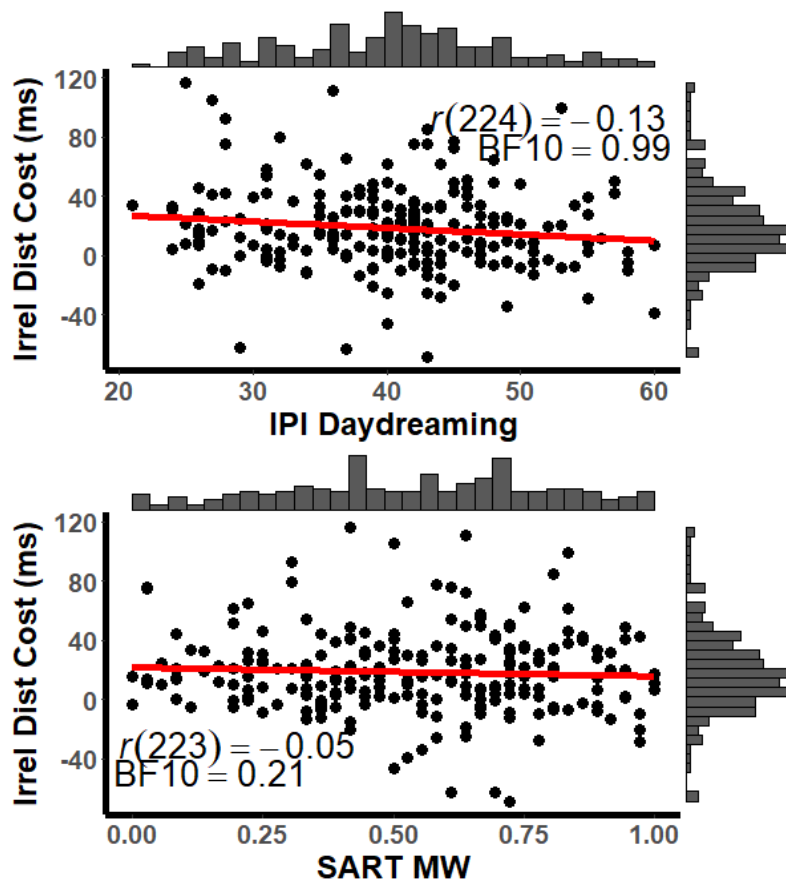 120
80
40
0
-40
Irrel Dist Cost (ms)
r(224) = −0.13
BF10 = 0.99
20 30 40 50 60
IPI Daydreaming
120
80
40
0
-40
Irrel Dist Cost (ms)
r(223) = −0.05
BF10 = 0.21
0.00 0.25 0.50 0.75 1.00
SART MW